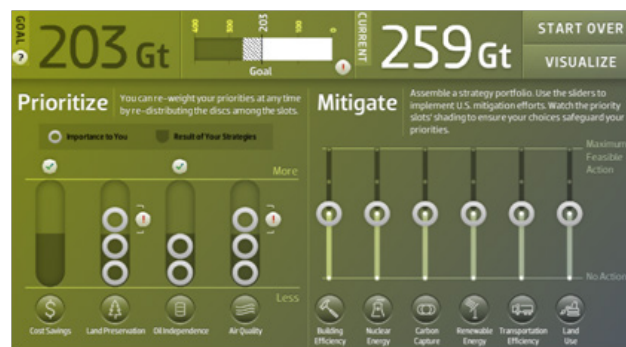 GOAL
?
203 Gt
400
300
203
100
0
Goal
!
CURRENT
259 Gt
START OVER
VISUALIZE
Prioritize
You can re-weight your priorities at any time
by re-distributing the discs among the slots.
Importance to You
Result of Your Strategies
More
!
!
Less
$
Cost Savings
Land Preservation
Oil Independence
Air Quality
Mitigate
Assemble a strategy portfolio. Use the sliders to
implement U.S. mitigation efforts. Watch the priority
slots' shading to ensure your choices safeguard your
priorities.
Maximum
Feasible
Action
No Action
Building
Efficiency
Nuclear
Energy
Carbon
Capture
Renewable
Energy
Transportation
Efficiency
Land
Use